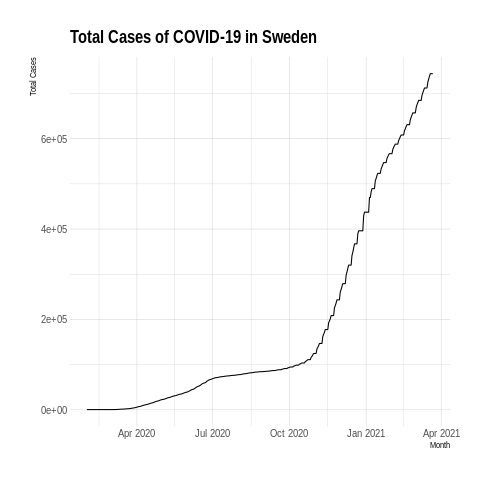 Total Cases of COVID-19 in Sweden
Total Cases
6e+05
4e+05
2e+05
0e+00
Apr 2020 Jul 2020 Oct 2020 Jan 2021 Apr 2021
Month